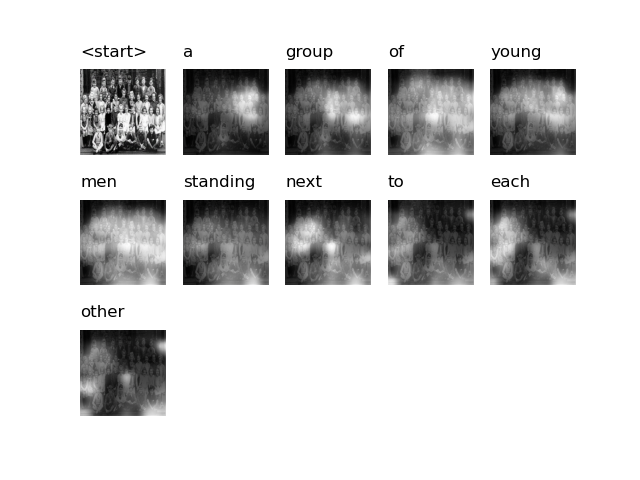 <start> a group of young
men standing next to each
other